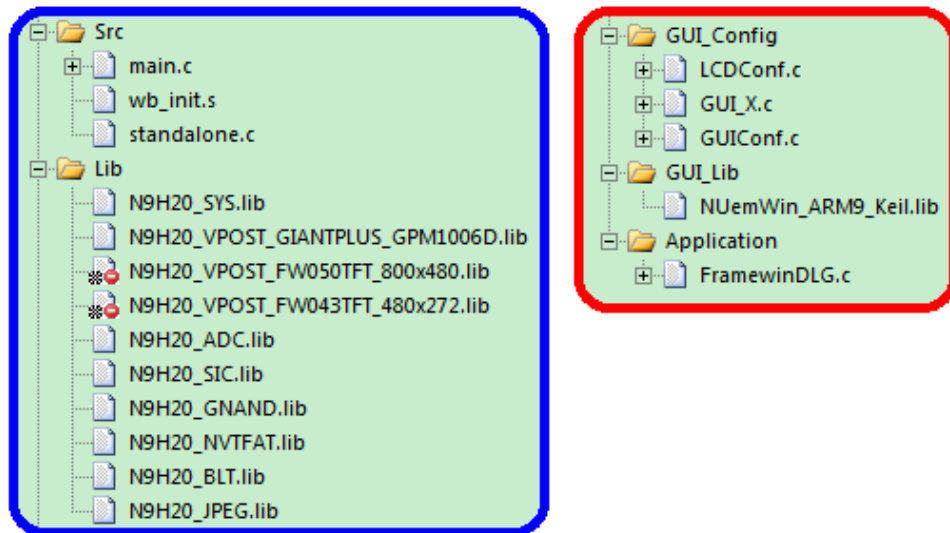 Src
main.c
wb_init.s
standalone.c
Lib
N9H20_SYS.lib
N9H20_VPOST_GIANTPLUS_GPM1006D.lib
N9H20_VPOST_FW050TFT_800x480.lib
N9H20_VPOST_FW043TFT_480x272.lib
N9H20_ADC.lib
N9H20_SIC.lib
N9H20_GNAND.lib
N9H20_NVTFAT.lib
N9H20_BLT.lib
N9H20_JPEG.lib
GUI_Config
LCDConf.c
GUI_X.c
GUIConf.c
GUI_Lib
NUemWin_ARM9_Keil.lib
Application
FramewinDLG.c